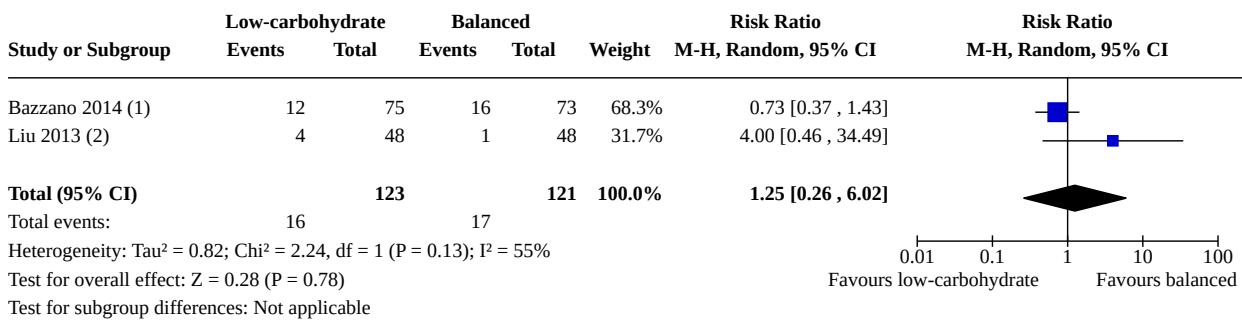 Low-carbohydrate Balanced Risk Ratio Risk Ratio
Study or Subgroup Events Total Events Total Weight M-H, Random, 95% CI M-H, Random, 95% CI
Bazzano 2014 (1) 12 75 16 73 68.3% 0.73 [0.37 , 1.43]
Liu 2013 (2) 4 48 1 48 31.7% 4.00 [0.46 , 34.49]
Total (95% CI) 123 121 100.0% 1.25 [0.26 , 6.02]
Total events: 16 17
Heterogeneity: Tau² = 0.82; Chi² = 2.24, df = 1 (P = 0.13); I² = 55%
0.01 0.1 1 10 100
Test for overall effect: Z = 0.28 (P = 0.78) Favours low-carbohydrate Favours balanced
Test for subgroup differences: Not applicable